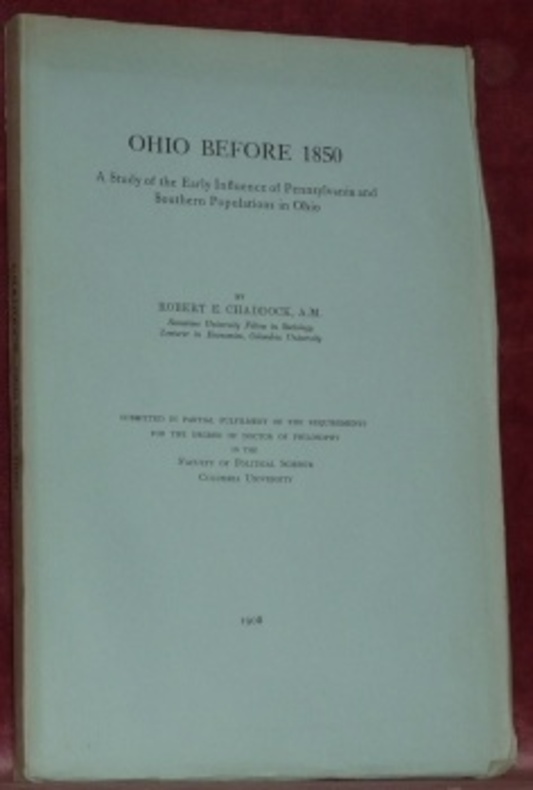 OHIO BEFORE 1850
A Study of the Early Influence of Pennsylvania and
Southern Populations in Ohio
BY
ROBERT E. CHADDOCK, A.M.
University Fellow in Sociology
Lecturer in Economics, Columbia University
SUBMITTED IN PARTIAL FULFILMENT OF THE REQUIREMENTS
FOR THE DEGREE OF DOCTOR OF PHILOSOPHY
IN THE
FACULTY OF POLITICAL SCIENCE
COLUMBIA UNIVERSITY
1908